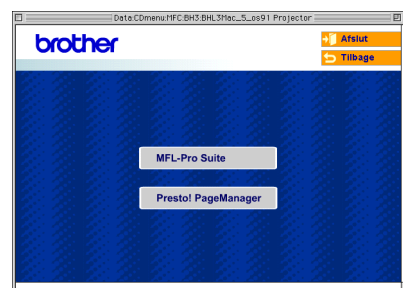 Data:CDmenu:MFC:BH3:BHL3Mac_5_os91 Projector
brother
Afslut
Tilbage
MFL-Pro Suite
Presto! PageManager